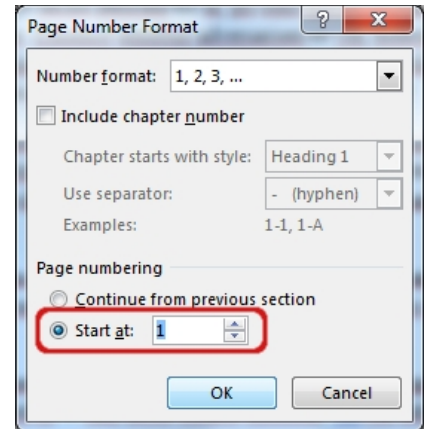 Page Number Format
Number format: 1, 2, 3, ...
Include chapter number
Chapter starts with style: Heading 1
Use separator: - (hyphen)
Examples: 1-1, 1-A
Page numbering
Continue from previous section
Start at: 1
OK Cancel